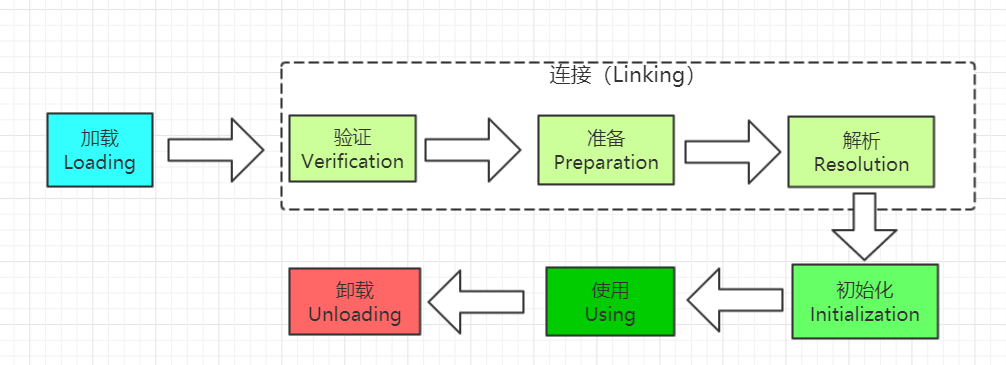 连接（Linking）
加载
Loading
验证
Verification
准备
Preparation
解析
Resolution
初始化
Initialization
使用
Using
卸载
Unloading